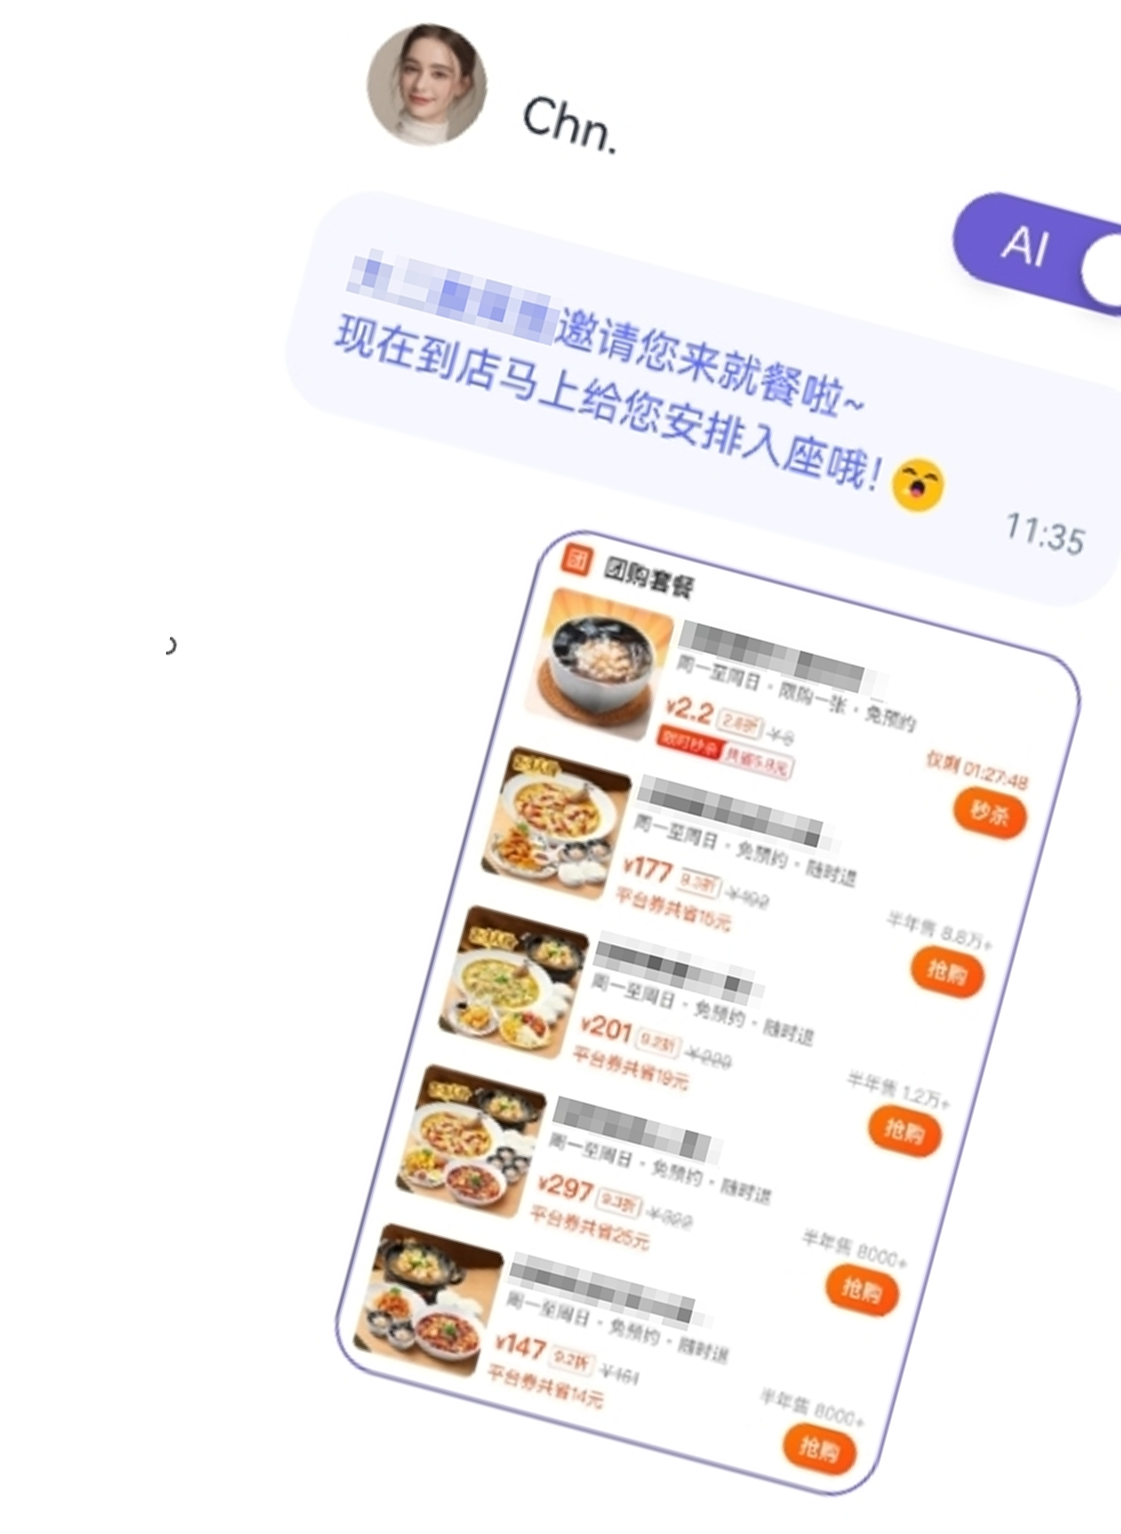 Chn.
AI
邀请您来就餐啦~
现在到店马上给您安排入座哦!
11:35
团 团购套餐
周一至周日·限购一张·免预约
¥2.2 2.8折 ¥8
限时秒杀 共省5.8元
仅剩 01:27:48
秒杀
周一至周日·免预约·随时退
¥177 9.3折 ¥192
平台券共省15元
半年售 8.8万+
抢购
周一至周日·免预约·随时退
¥201 9.2折 ¥220
平台券共省19元
半年售 1.2万+
抢购
周一至周日·免预约·随时退
¥297 9.3折 ¥322
平台券共省25元
半年售 8000+
抢购
周一至周日·免预约·随时退
¥147 9.2折 ¥161
平台券共省14元
半年售 8000+
抢购